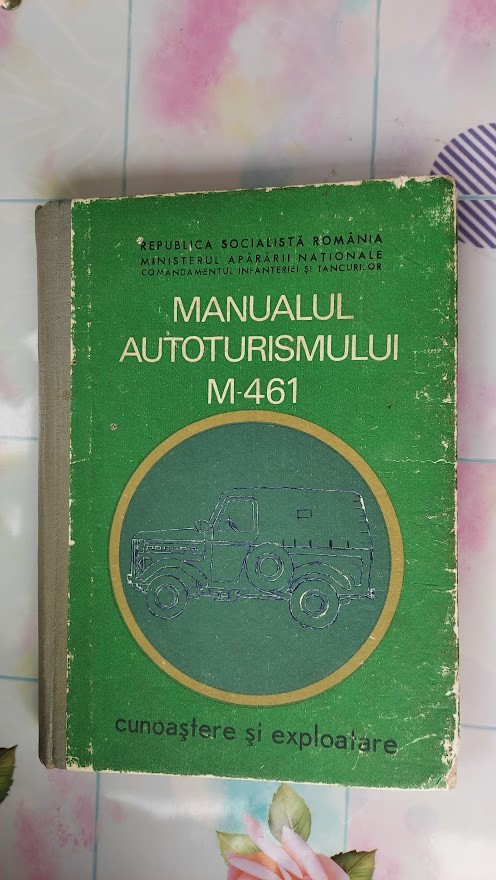 REPUBLICA SOCIALISTĂ ROMÂNIA
MINISTERUL APĂRĂRII NAȚIONALE
COMANDAMENTUL INFANTERIEI ȘI TANCURILOR
MANUALUL
AUTOTURISMULUI
M-461
cunoaștere și exploatare